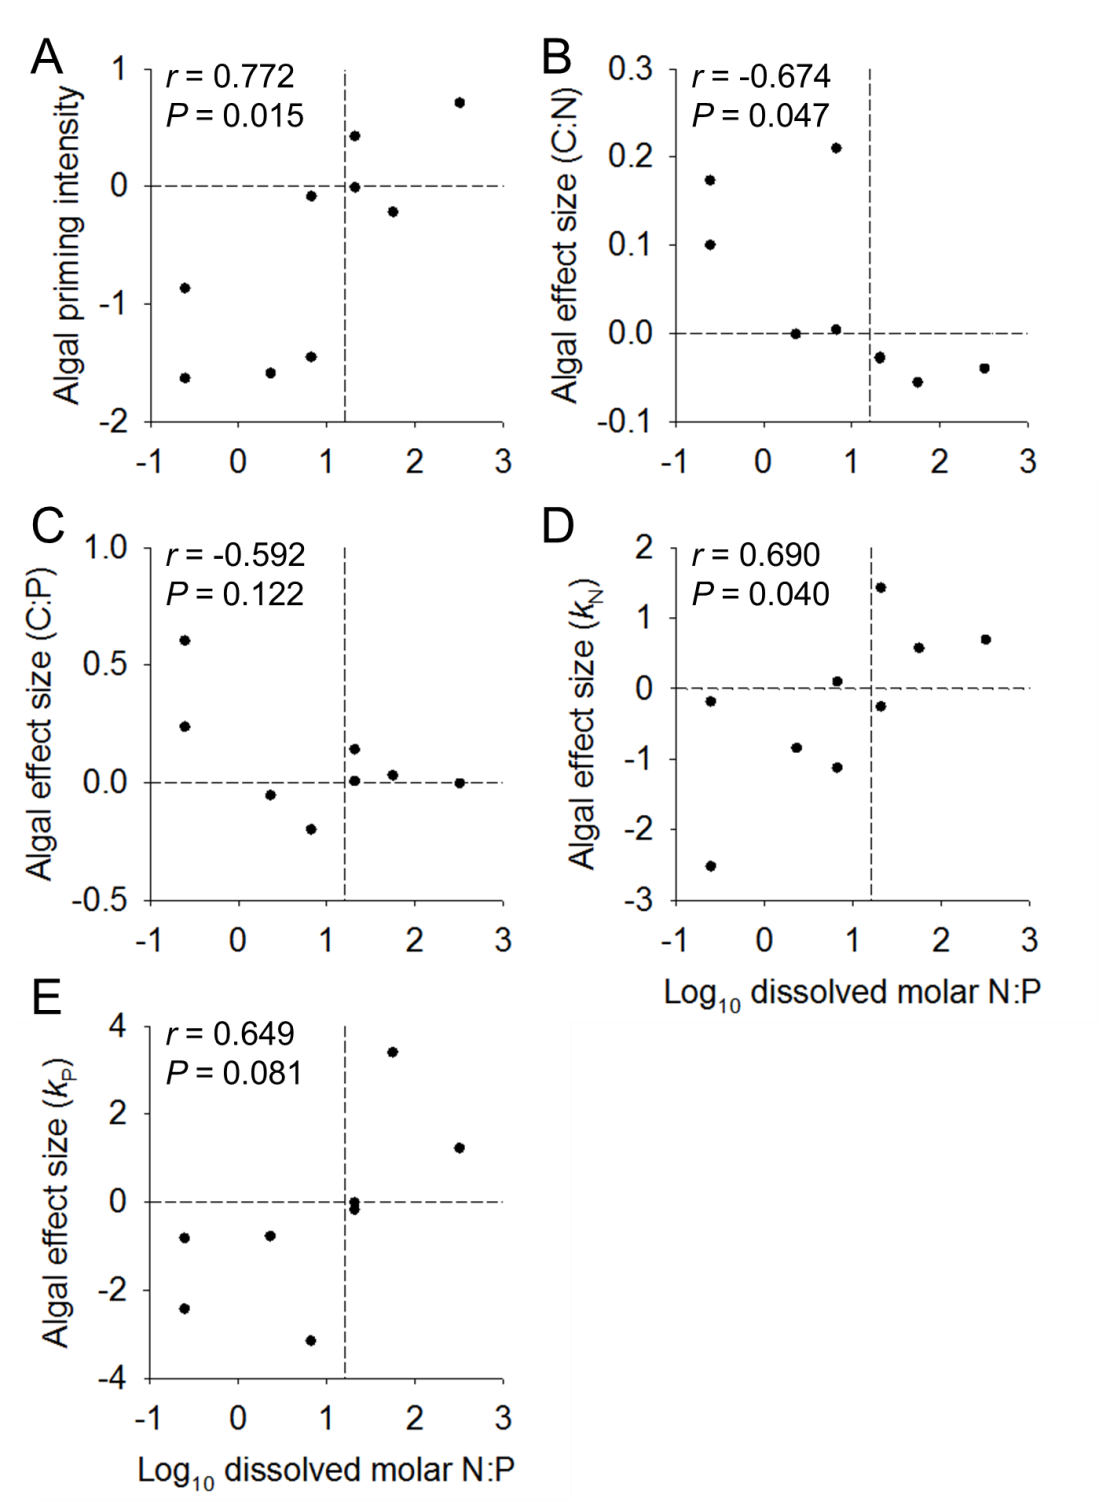 A
r = 0.772
P = 0.015
Algal priming intensity
1
0
-1
-2
-1 0 1 2 3
B
r = -0.674
P = 0.047
Algal effect size (C:N)
0.3
0.2
0.1
0.0
-0.1
-1 0 1 2 3
C
r = -0.592
P = 0.122
Algal effect size (C:P)
1.0
0.5
0.0
-0.5
-1 0 1 2 3
D
r = 0.690
P = 0.040
Algal effect size (kN)
2
1
0
-1
-2
-3
-1 0 1 2 3
Log10 dissolved molar N:P
E
r = 0.649
P = 0.081
Algal effect size (kP)
4
2
0
-2
-4
-1 0 1 2 3
Log10 dissolved molar N:P